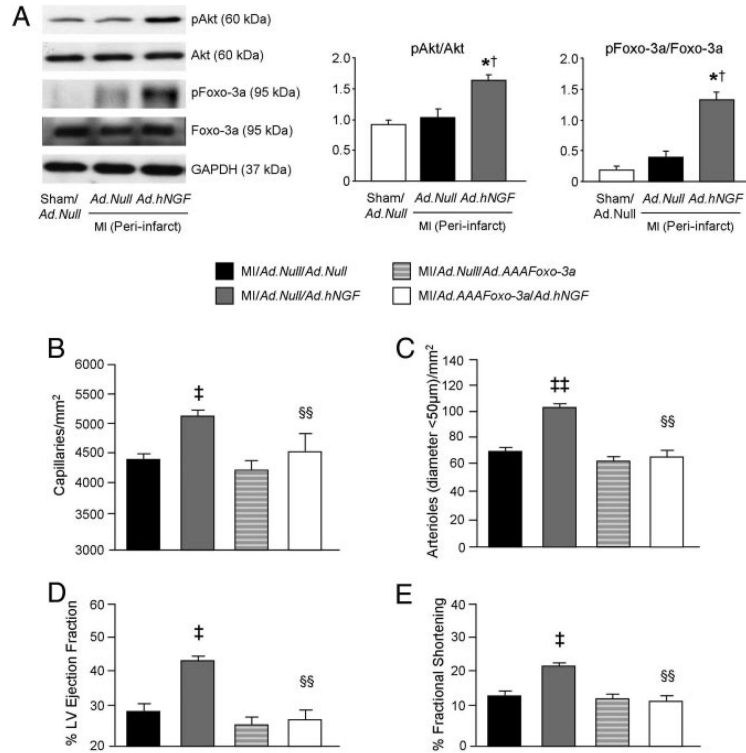 A
pAkt (60 kDa)
Akt (60 kDa)
pFoxo-3a (95 kDa)
Foxo-3a (95 kDa)
GAPDH (37 kDa)
Sham/ Ad.Null Ad.hNGF
Ad.Null
MI (Peri-infarct)
pAkt/Akt
2.0
1.5
1.0
0.5
0
*†
Sham/ Ad.Null Ad.hNGF
Ad.Null
MI (Peri-infarct)
pFoxo-3a/Foxo-3a
2.0
1.5
1.0
0.5
0
*†
Sham/ Ad.Null Ad.hNGF
Ad.Null
MI (Peri-infarct)
MI/Ad.Null/Ad.Null
MI/Ad.Null/Ad.AAAFoxo-3a
MI/Ad.Null/Ad.hNGF
MI/Ad.AAAFoxo-3a/Ad.hNGF
B
Capillaries/mm²
6000
5000
5000
4500
4000
3500
3000
‡
§§
C
Arterioles (diameter <50µm)/mm²
140
120
100
80
60
40
20
0
‡‡
§§
D
% LV Ejection Fraction
60
40
30
20
‡
§§
E
% Fractional Shortening
40
30
20
10
0
‡
§§